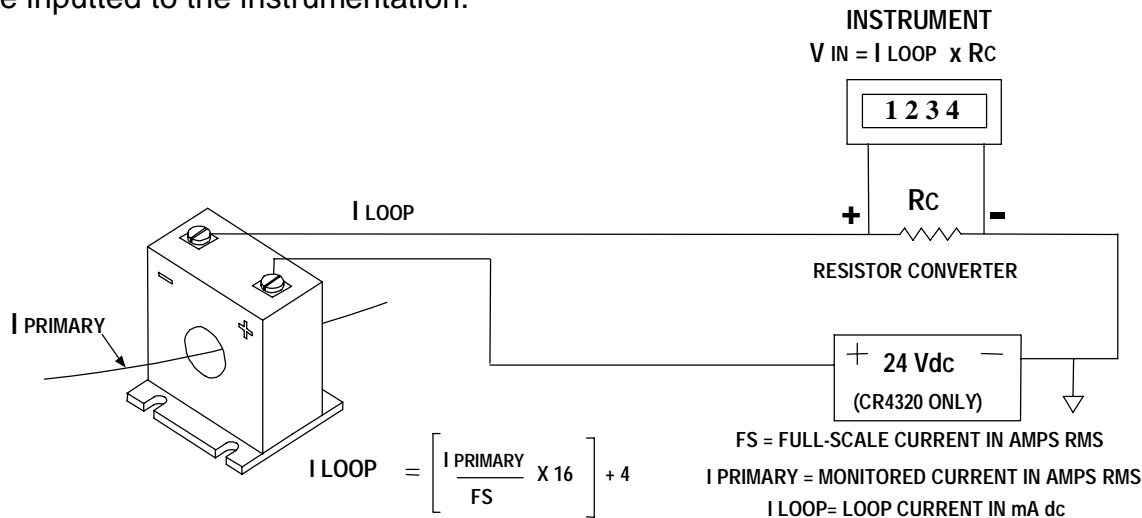 e inputted to the instrumentation.
INSTRUMENT
V IN = I LOOP x RC
1 2 3 4
I LOOP
+ RC -
RESISTOR CONVERTER
- +
I PRIMARY
+ 24 Vdc -
(CR4320 ONLY)
FS = FULL-SCALE CURRENT IN AMPS RMS
I LOOP = [ I PRIMARY / FS X 16 ] + 4
I PRIMARY = MONITORED CURRENT IN AMPS RMS
I LOOP= LOOP CURRENT IN mA dc